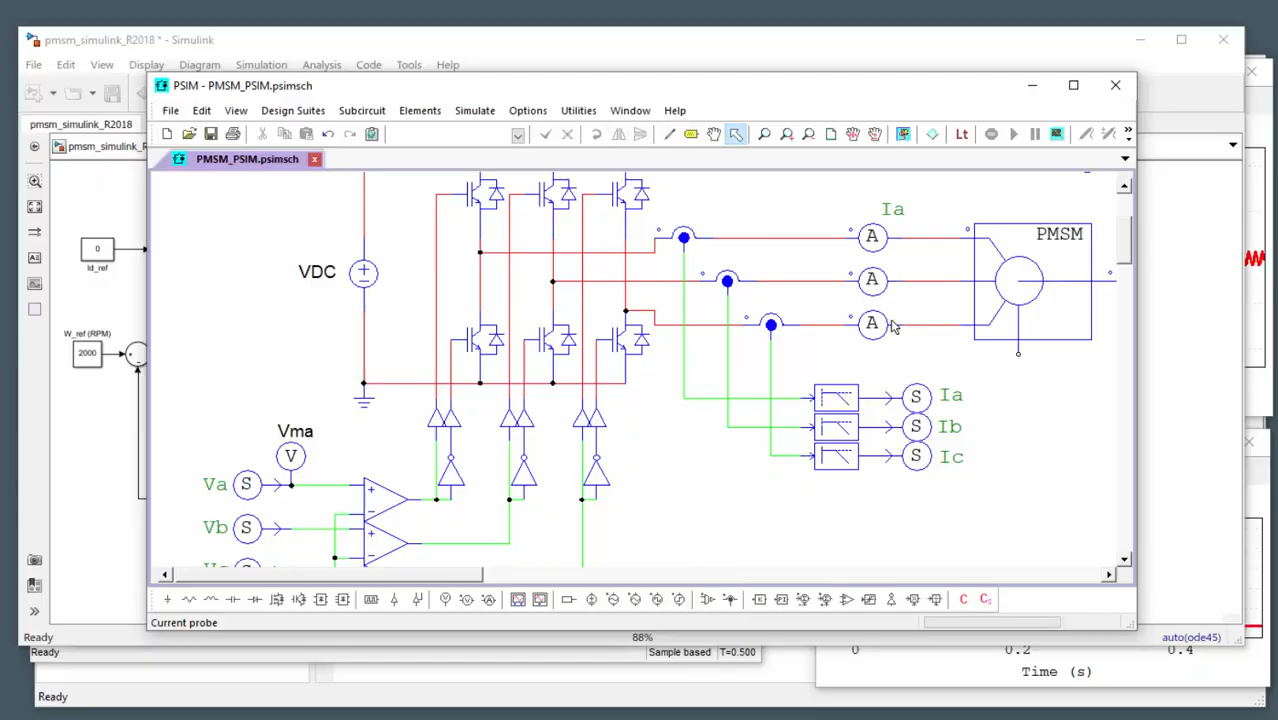 pmsm_simulink_R2018 * - Simulink
File Edit View Display Diagram Simulation Analysis Code Tools Help
pmsm_simulink_R2018
pmsm_simulink_R
0
Id_ref
W_ref (RPM)
2000
PSIM - PMSM_PSIM.psimsch
File Edit View Design Suites Subcircuit Elements Simulate Options Utilities Window Help
Lt
PMSM_PSIM.psimsch x
Ia
PMSM
A
VDC
A
A
S Ia
S Ib
S Ic
Vma
V
Va S
Vb S
C Cs
Current probe 88%
Ready auto(ode45)
Ready Sample based T=0.500
0 0.2 0.4
Time (s)
Ready